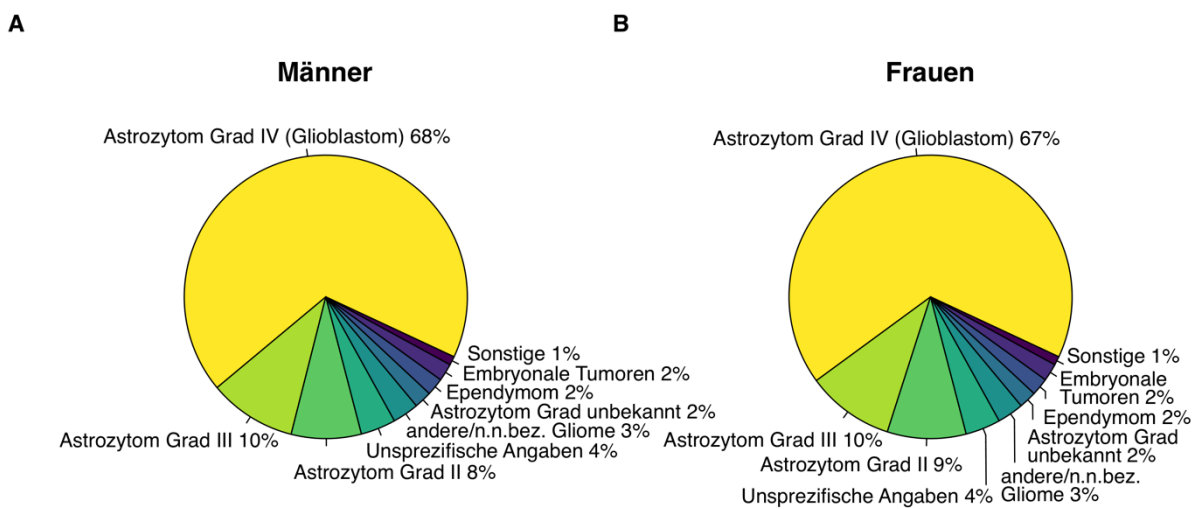 A
Männer
Astrozytom Grad IV (Glioblastom) 68%
Sonstige 1%
Embryonale Tumoren 2%
Ependymom 2%
Astrozytom Grad unbekannt 2%
andere/n.n.bez. Gliome 3%
Unsprezifische Angaben 4%
Astrozytom Grad II 8%
Astrozytom Grad III 10%
B
Frauen
Astrozytom Grad IV (Glioblastom) 67%
Sonstige 1%
Embryonale
Tumoren 2%
Ependymom 2%
Astrozytom Grad
unbekannt 2%
andere/n.n.bez.
Gliome 3%
Unsprezifische Angaben 4%
Astrozytom Grad II 9%
Astrozytom Grad III 10%